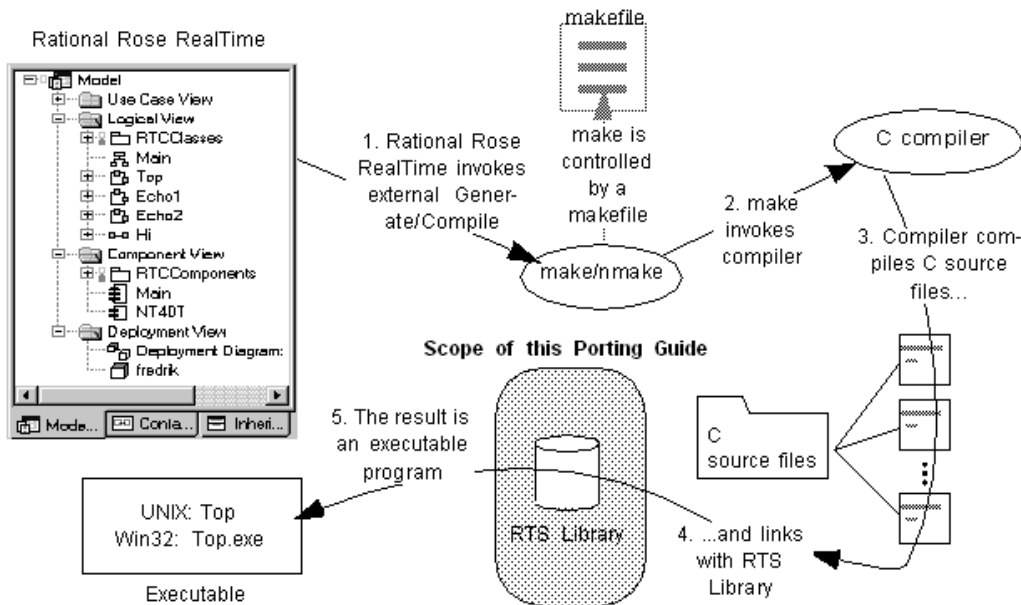 Rational Rose RealTime
Model
Use Case View
Logical View
RTCClasses
Main
Top
Echo1
Echo2
Hi
Component View
RTCComponents
Main
NT40T
Deployment View
Deployment Diagram:
fredrik
Mode...
Conta...
Inheri...
1. Rational Rose
RealTime invokes
external Gener-
ate/Compile
makefile
make is
controlled
by a
makefile
make/nmake
2. make
invokes
compiler
C compiler
3. Compiler com-
piles C source
files...
Scope of this Porting Guide
RTS Library
C
source files
4. ...and links
with RTS
Library
5. The result is
an executable
program
UNIX: Top
Win32: Top.exe
Executable